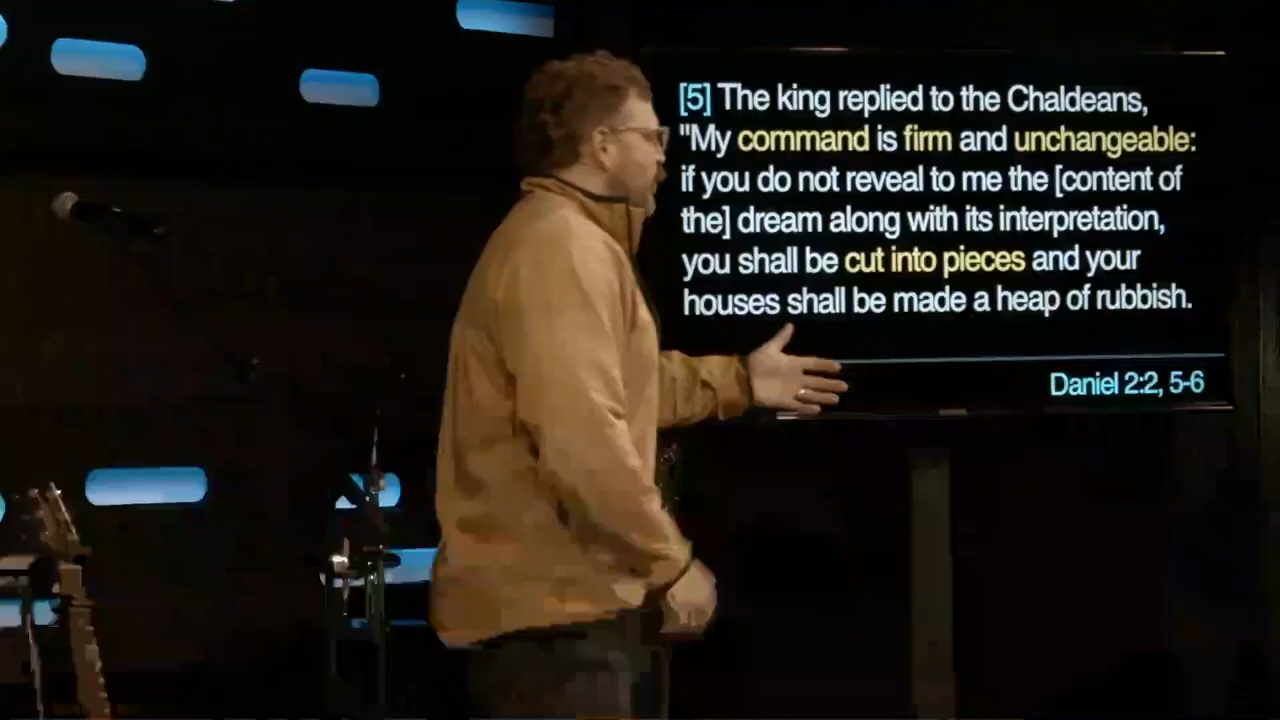 [5] The king replied to the Chaldeans,
"My command is firm and unchangeable:
if you do not reveal to me the [content of
the] dream along with its interpretation,
you shall be cut into pieces and your
houses shall be made a heap of rubbish.
Daniel 2:2, 5-6